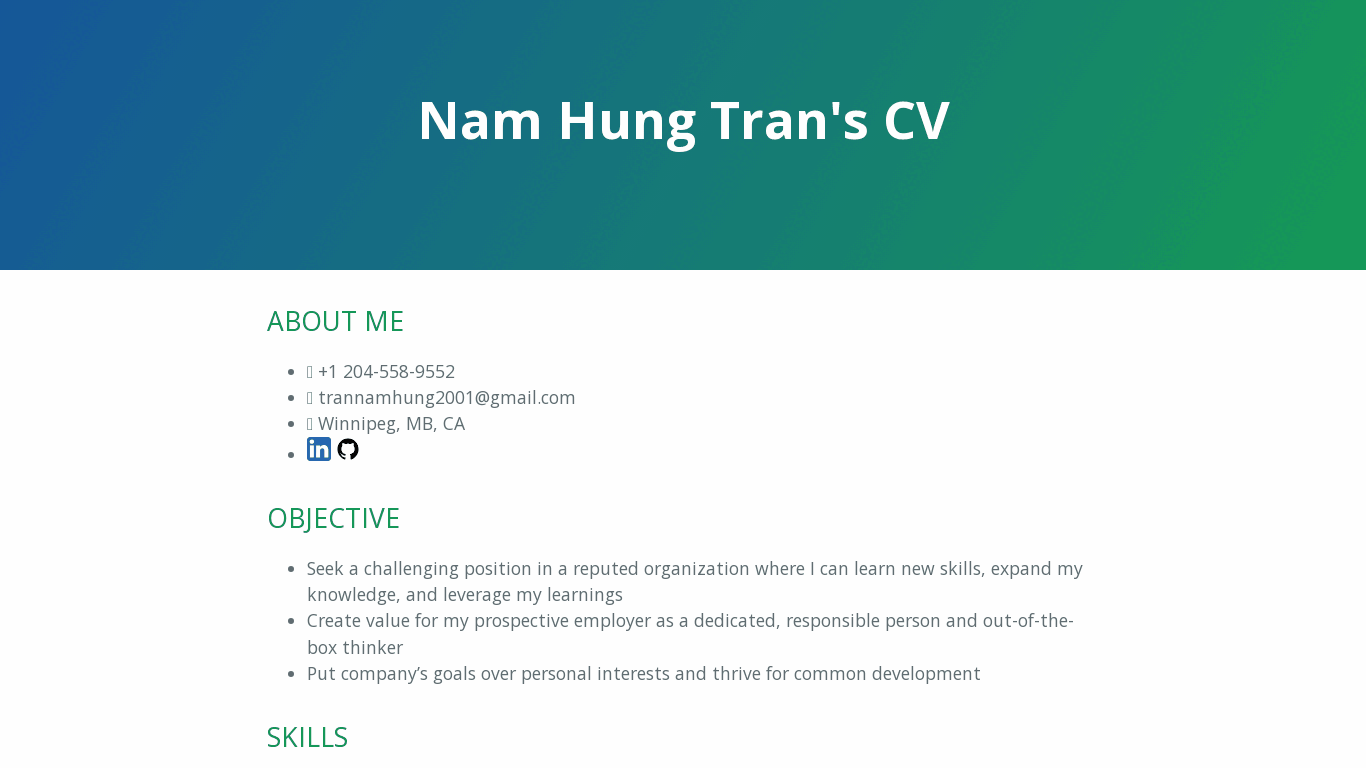 Nam Hung Tran's CV
ABOUT ME
+1 204-558-9552
trannamhung2001@gmail.com
Winnipeg, MB, CA
in
OBJECTIVE
Seek a challenging position in a reputed organization where I can learn new skills, expand my
knowledge, and leverage my learnings
Create value for my prospective employer as a dedicated, responsible person and out-of-the-
box thinker
Put company’s goals over personal interests and thrive for common development
SKILLS